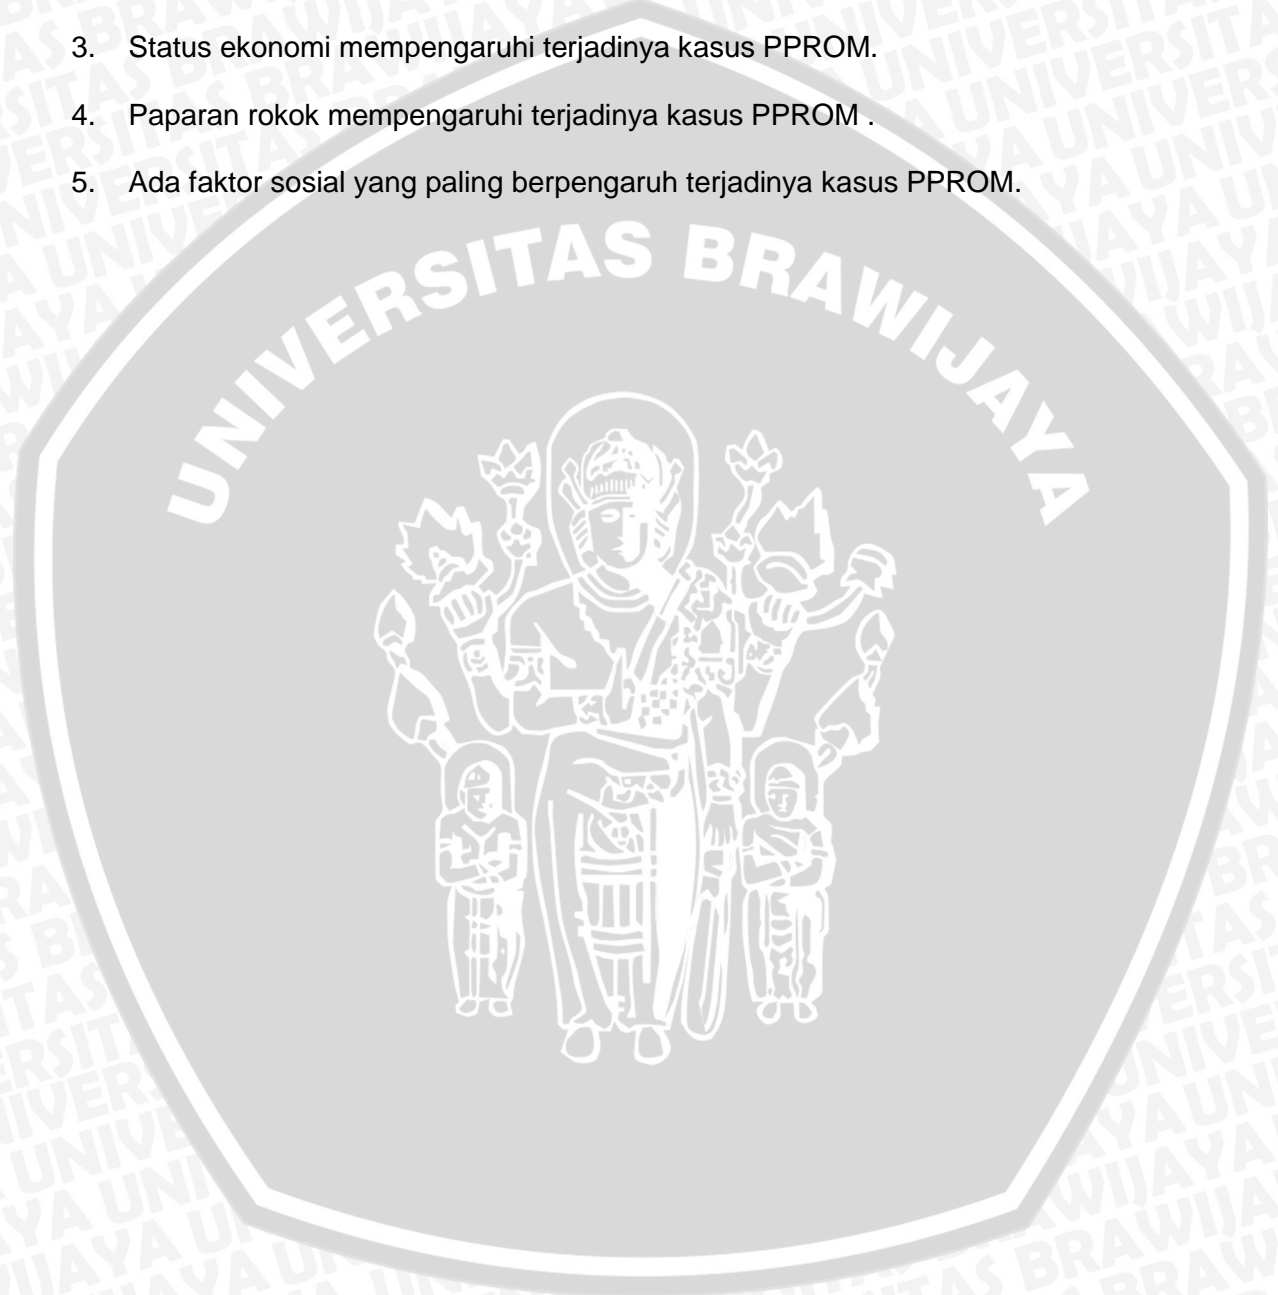 3. Status ekonomi mempengaruhi terjadinya kasus PPROM.
4. Paparan rokok mempengaruhi terjadinya kasus PPROM .
5. Ada faktor sosial yang paling berpengaruh terjadinya kasus PPROM.
UNIVERSITAS BRAWIJAYA